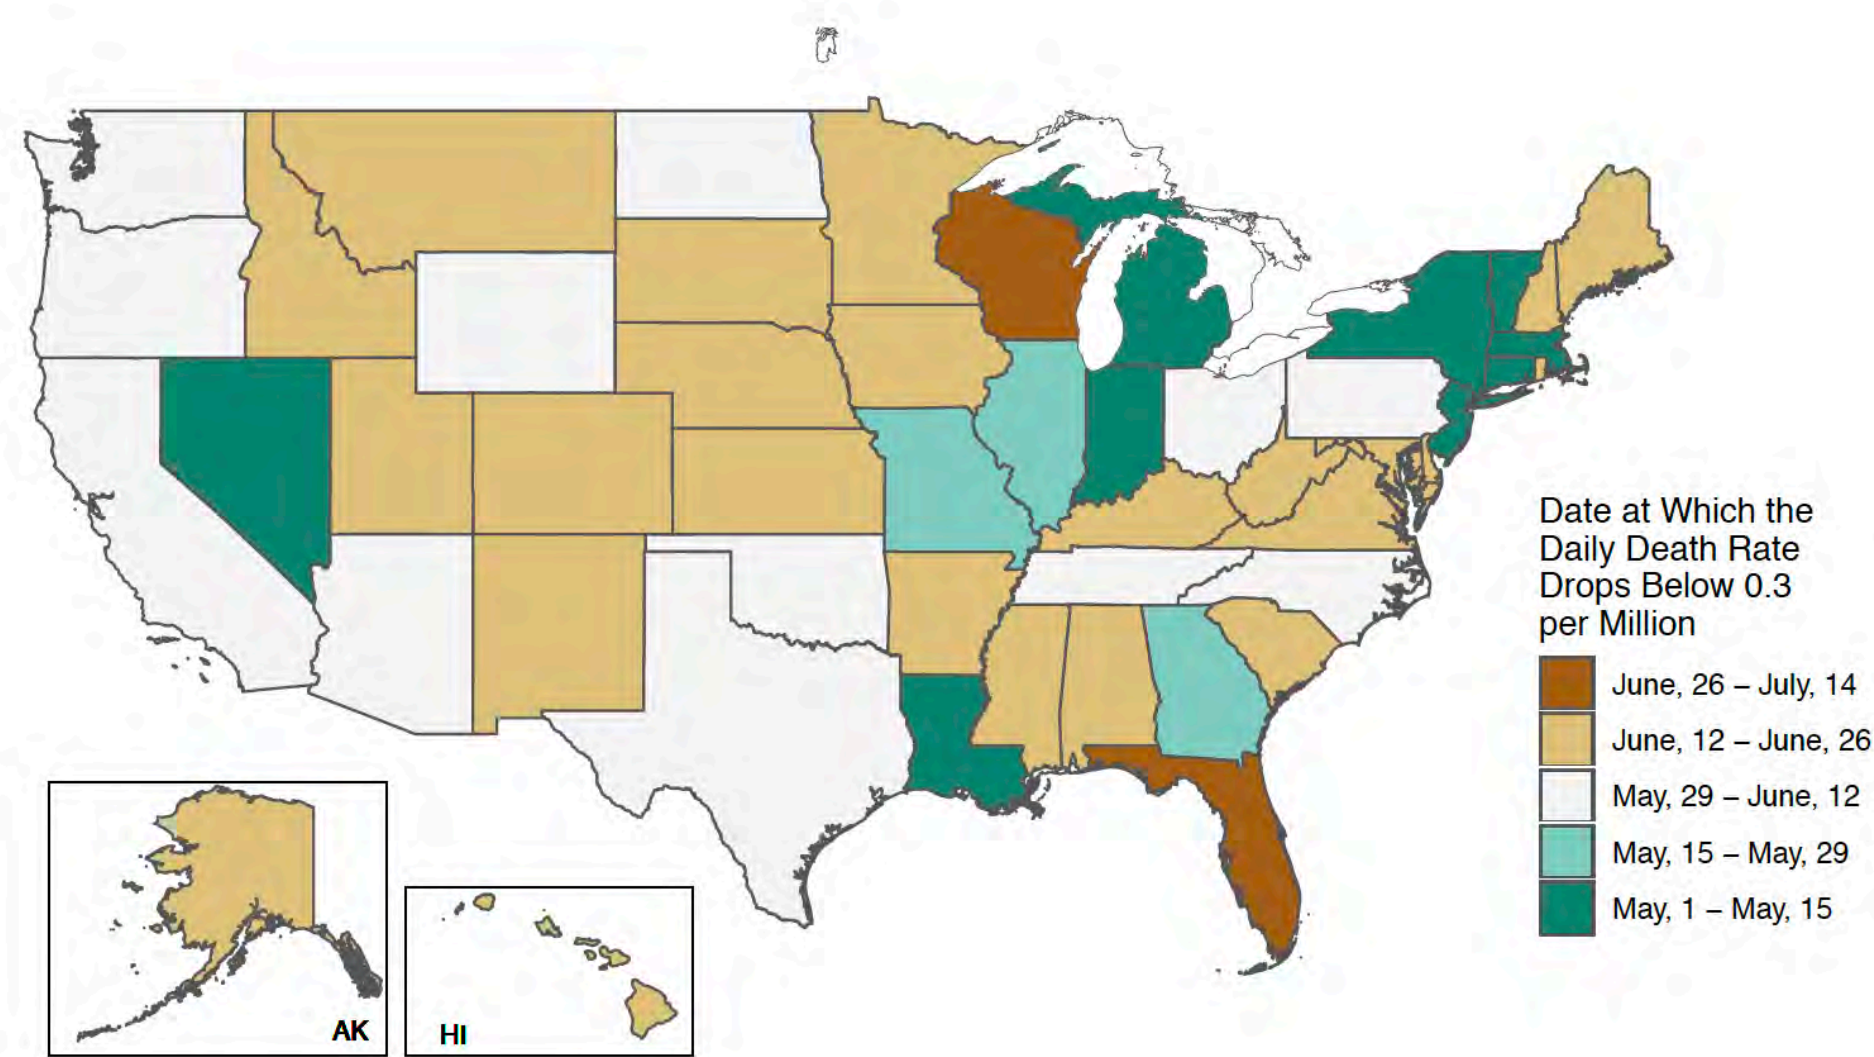 Date at Which the
Daily Death Rate
Drops Below 0.3
per Million
June, 26 – July, 14
June, 12 – June, 26
May, 29 – June, 12
May, 15 – May, 29
May, 1 – May, 15
AK
HI